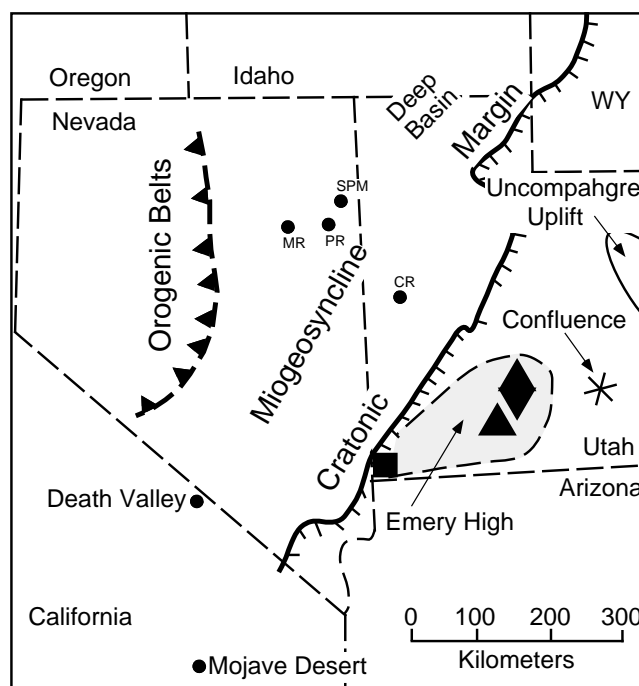 Oregon
Idaho
Deep
Basin
Margin
WY
Nevada
Orogenic Belts
SPM
MR
PR
Uncompahgre
Uplift
Miogeosyncline
CR
Confluence
Cratonic
Utah
Arizona
Death Valley
Emery High
California
0 100 200 300
Kilometers
Mojave Desert